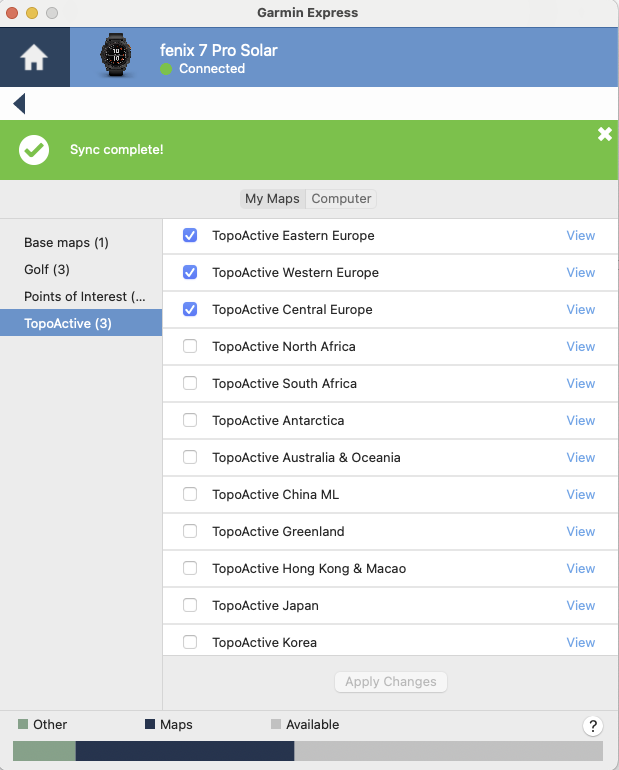 Garmin Express
fenix 7 Pro Solar
Connected
Sync complete!
My Maps Computer
Base maps (1)
Golf (3)
Points of Interest (...
TopoActive (3)
TopoActive Eastern Europe View
TopoActive Western Europe View
TopoActive Central Europe View
TopoActive North Africa View
TopoActive South Africa View
TopoActive Antarctica View
TopoActive Australia & Oceania View
TopoActive China ML View
TopoActive Greenland View
TopoActive Hong Kong & Macao View
TopoActive Japan View
TopoActive Korea View
Apply Changes
Other Maps Available ?